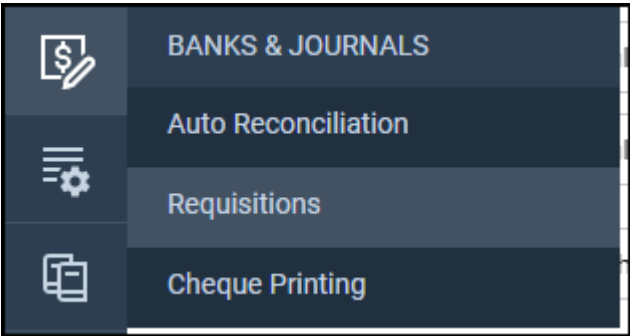 BANKS & JOURNALS
Auto Reconciliation
Requisitions
Cheque Printing